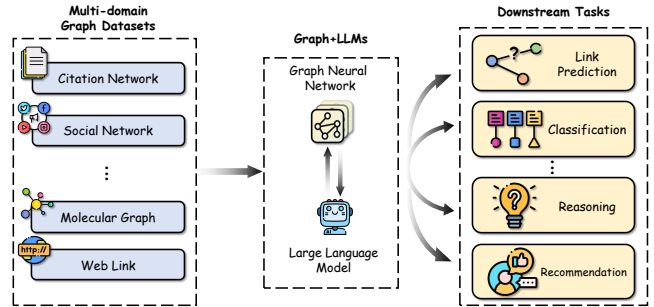 Multi-domain
Graph Datasets
Citation Network
Social Network
...
Molecular Graph
http://
Web Link
Graph+LLMs
Graph Neural
Network
Large Language
Model
Downstream Tasks
?
Link
Prediction
Classification
...
?
Reasoning
Recommendation